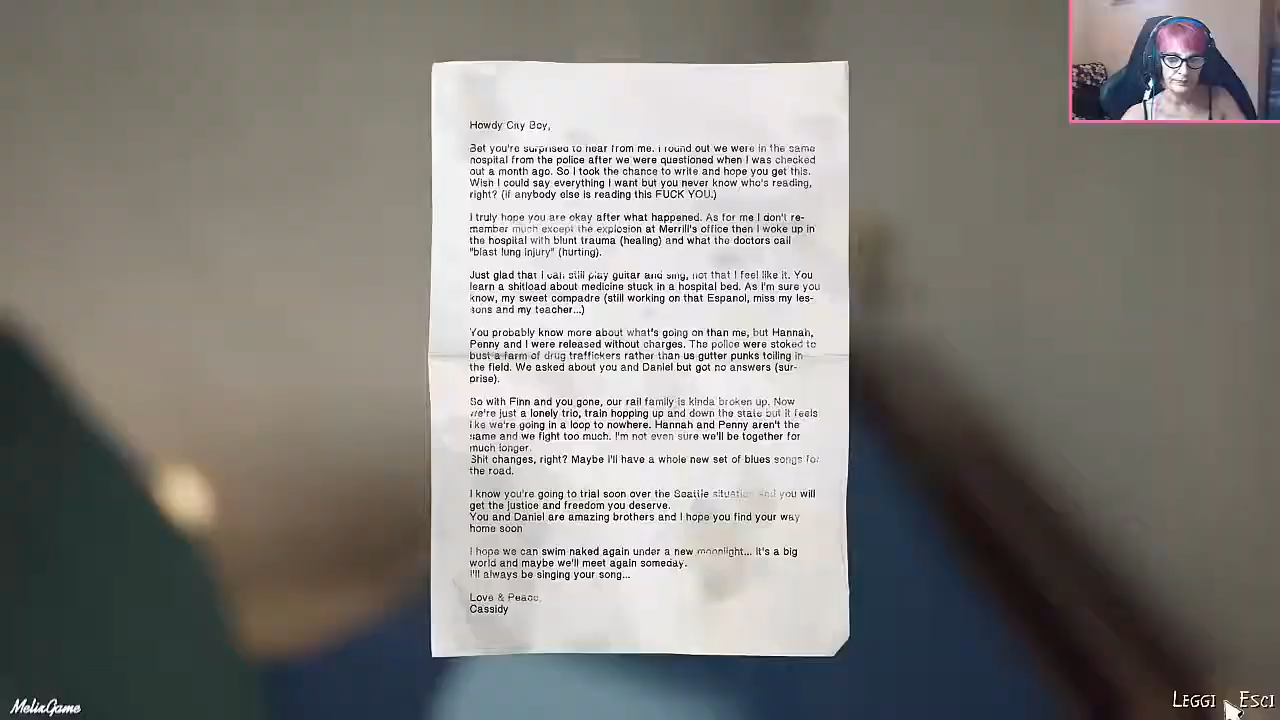 Howdy City Boy,
Bet you're surprised to hear from me. I found out we were in the same
hospital from the police after we were questioned when I was checked
out a month ago. So I took the chance to write and hope you get this.
Wish I could say everything I want but you never know who's reading,
right? (if anybody else is reading this FUCK YOU.)
I truly hope you are okay after what happened. As for me I don't re-
member much except the explosion at Merrill's office then I woke up in
the hospital with blunt trauma (healing) and what the doctors call
"blast lung injury" (hurting).
Just glad that I can still play guitar and sing, not that I feel like it. You
learn a shitload about medicine stuck in a hospital bed. As I'm sure you
know, my sweet compadre (still working on that Espanol, miss my les-
sons and my teacher...)
You probably know more about what's going on than me, but Hannah,
Penny and I were released without charges. The police were stoked to
bust a farm of drug traffickers rather than us gutter punks toiling in
the field. We asked about you and Daniel but got no answers (sur-
prise).
So with Finn and you gone, our rail family is kinda broken up. Now
we're just a lonely trio, train hopping up and down the state but it feels
like we're going in a loop to nowhere. Hannah and Penny aren't the
same and we fight too much. I'm not even sure we'll be together for
much longer.
Shit changes, right? Maybe I'll have a whole new set of blues songs for
the road.
I know you're going to trial soon over the Seattle situation and you will
get the justice and freedom you deserve.
You and Daniel are amazing brothers and I hope you find your way
home soon
I hope we can swim naked again under a new moonlight... It's a big
world and maybe we'll meet again someday.
I'll always be singing your song...
Love & Peace,
Cassidy
MelixGame
LEGGI ESCI